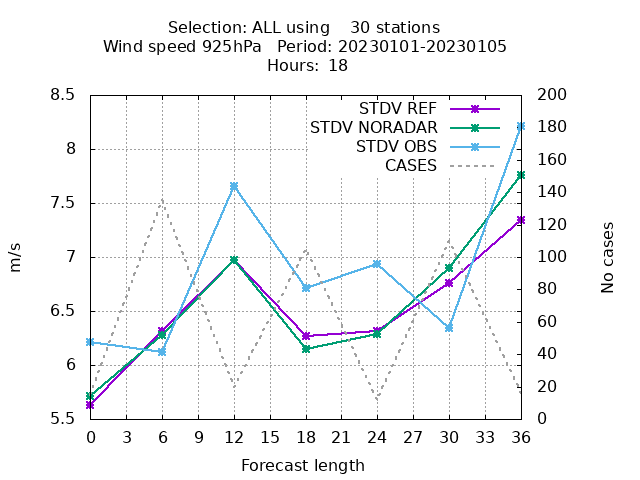 Selection: ALL using    30 stations
Wind speed 925hPa   Period: 20230101-20230105
Hours:  18
STDV REF
STDV NORADAR
STDV OBS
CASES
8.5
8
7.5
7
6.5
6
5.5
m/s
200
180
160
140
120
100
80
60
40
20
0
No cases
0 3 6 9 12 15 18 21 24 27 30 33 36
Forecast length